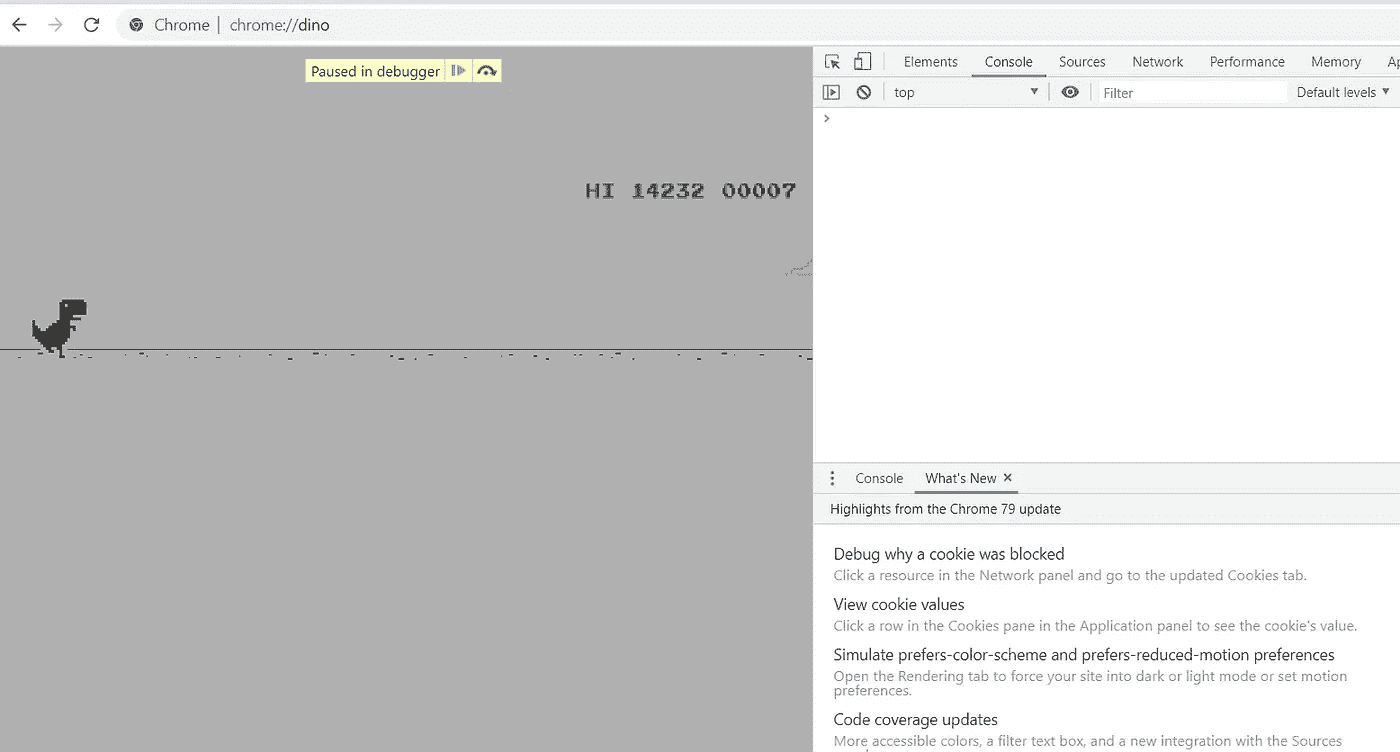 Chrome | chrome://dino
Paused in debugger
HI 14232 00007
Elements Console Sources Network Performance Memory Ap
top Filter Default levels
Console What's New
Highlights from the Chrome 79 update
Debug why a cookie was blocked
Click a resource in the Network panel and go to the updated Cookies tab.
View cookie values
Click a row in the Cookies pane in the Application panel to see the cookie's value.
Simulate prefers-color-scheme and prefers-reduced-motion preferences
Open the Rendering tab to force your site into dark or light mode or set motion
preferences.
Code coverage updates
More accessible colors, a filter text box, and a new integration with the Sources